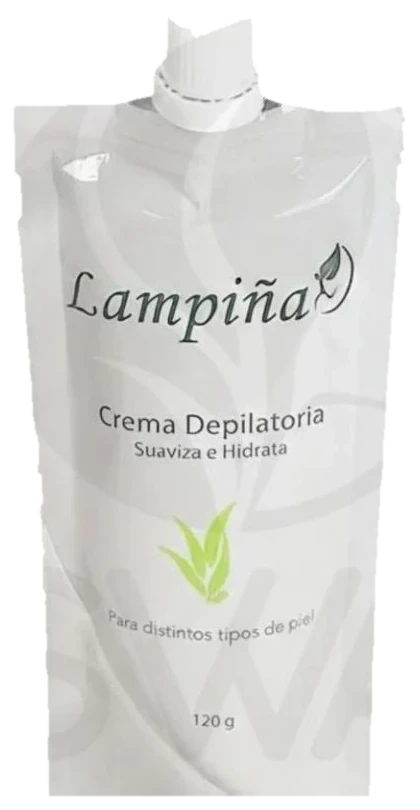 Lampiña
Crema Depilatoria
Suaviza e Hidrata
Para distintos tipos de piel
120 g